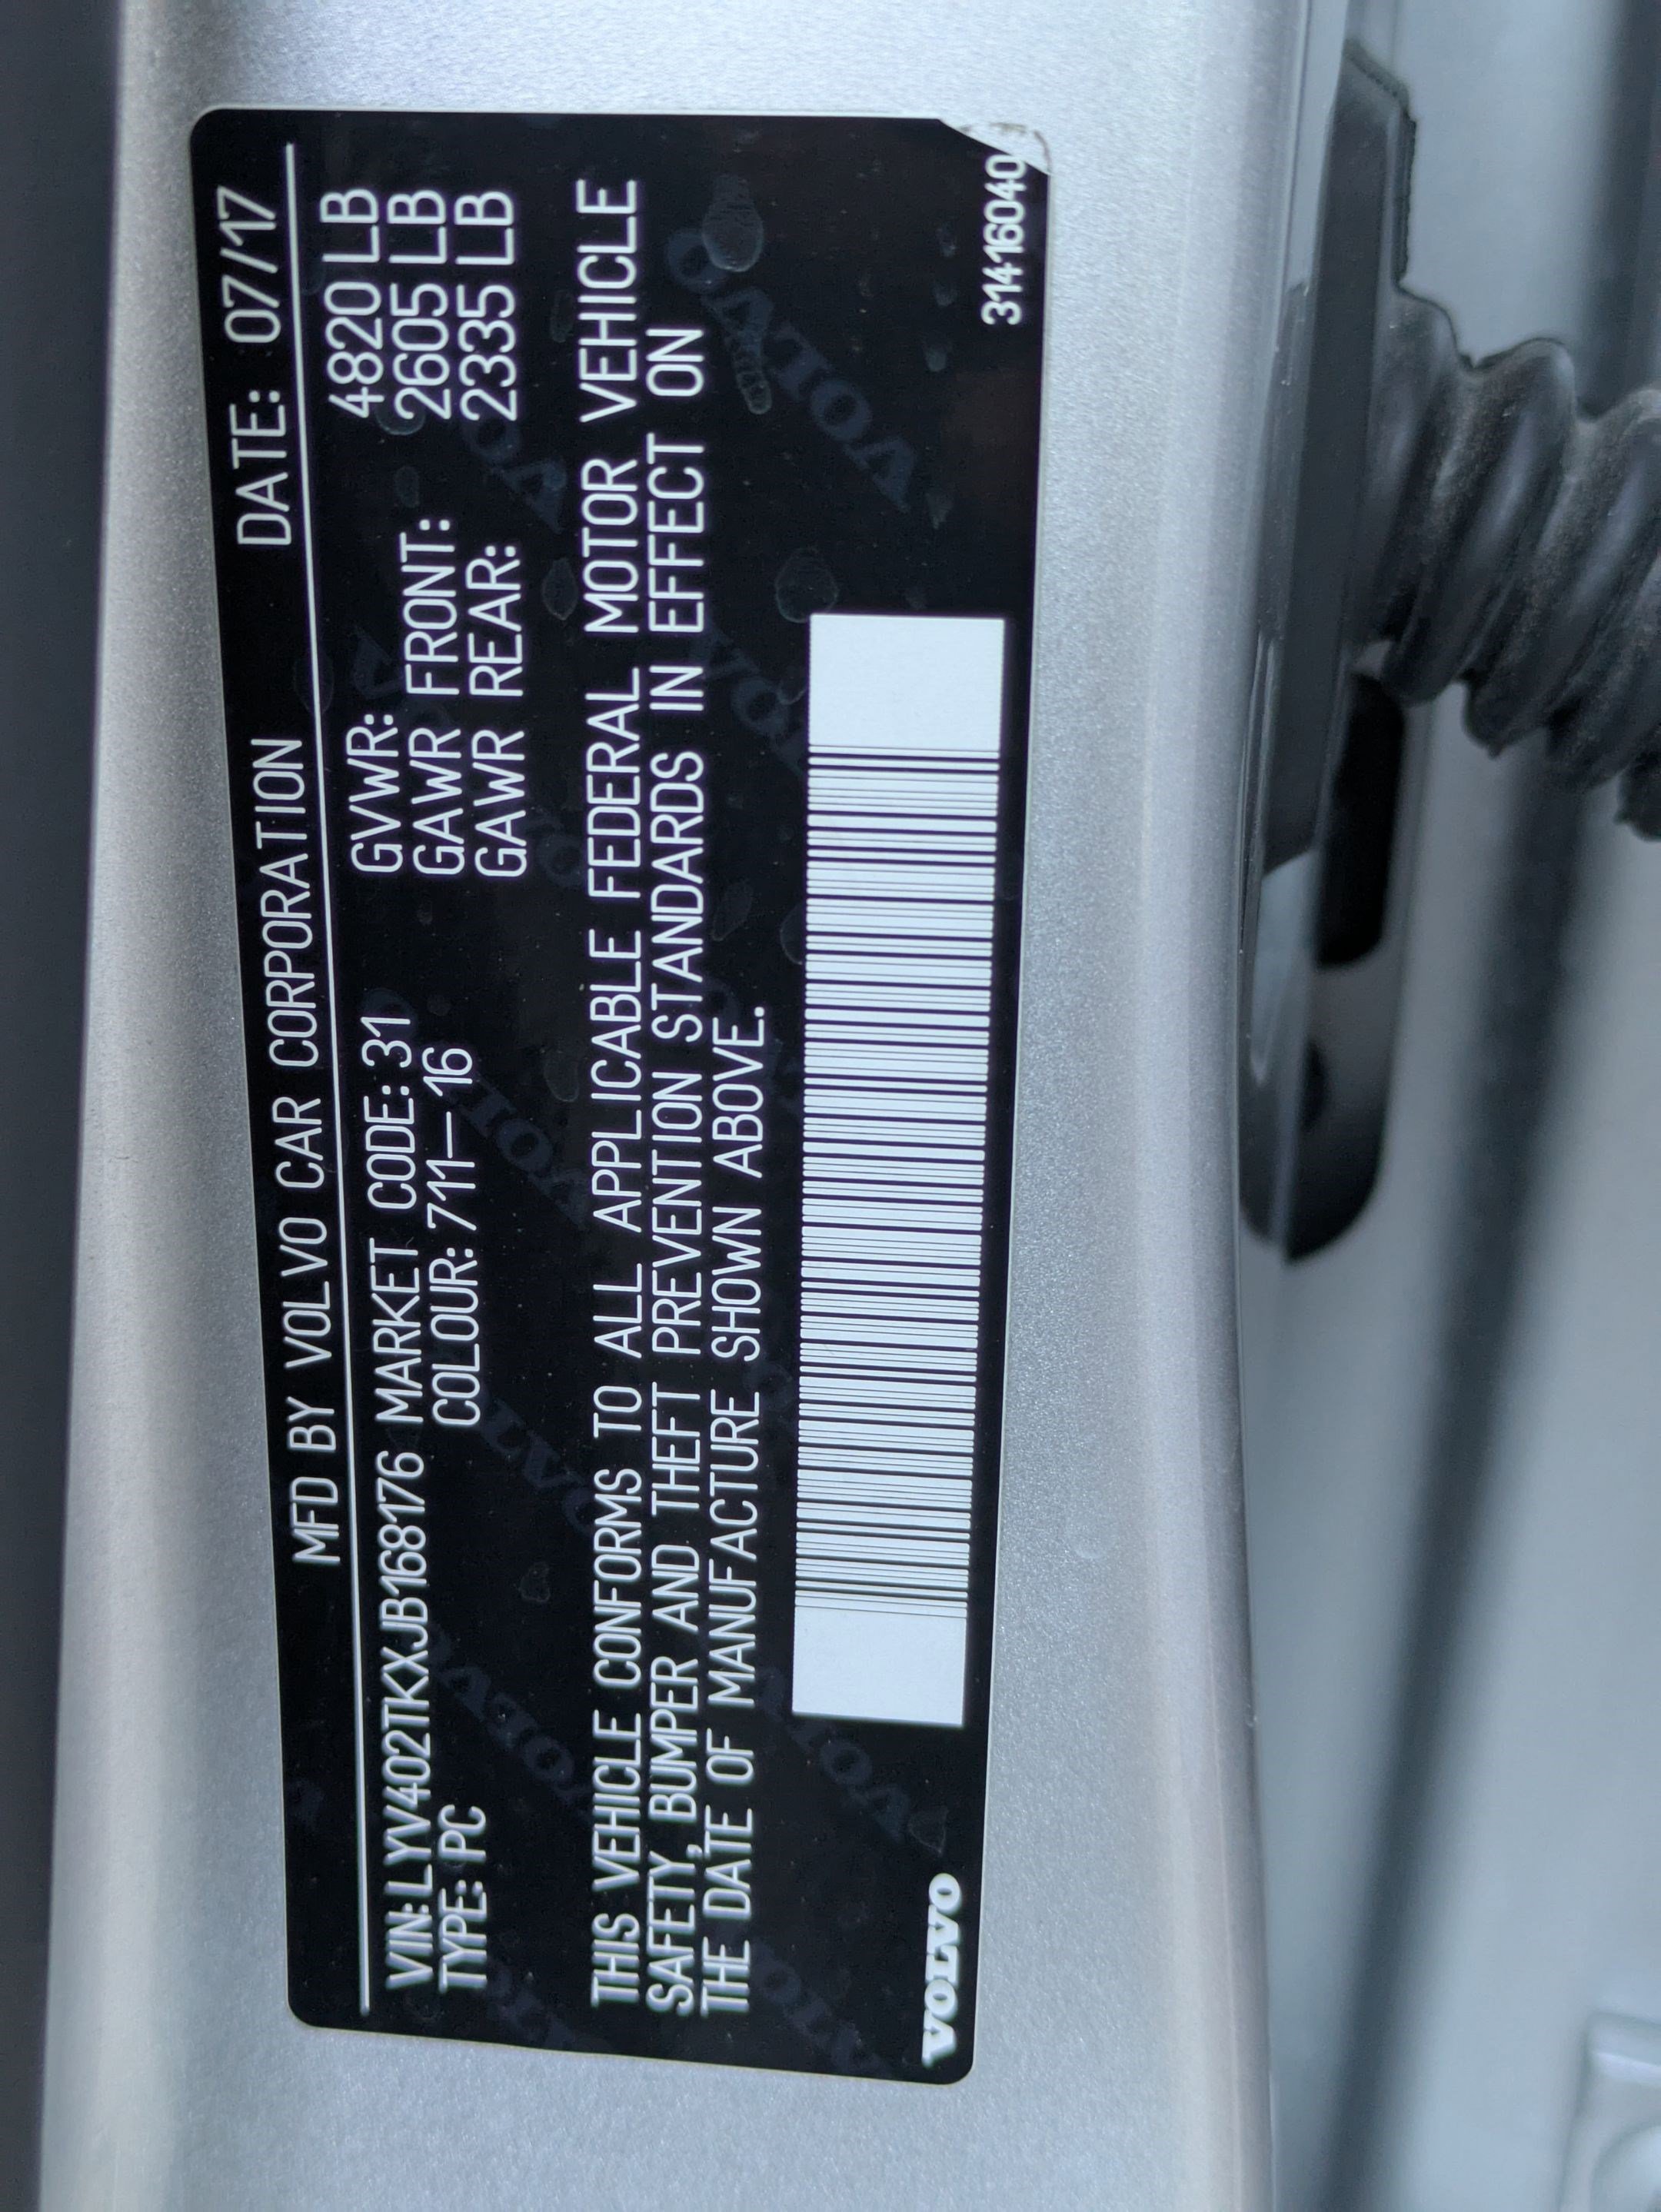 MFD BY VOLVO CAR CORPORATION DATE: 07/17
VIN: LYV402TKXJB168176 MARKET CODE: 31 GVWR: 4820 LB
TYPE: PC COLOUR: 711—16 GAWR FRONT: 2605 LB
GAWR REAR: 2335 LB
THIS VEHICLE CONFORMS TO ALL APPLICABLE FEDERAL MOTOR VEHICLE
SAFETY, BUMPER AND THEFT PREVENTION STANDARDS IN EFFECT ON
THE DATE OF MANUFACTURE SHOWN ABOVE.
VOLVO
31416040